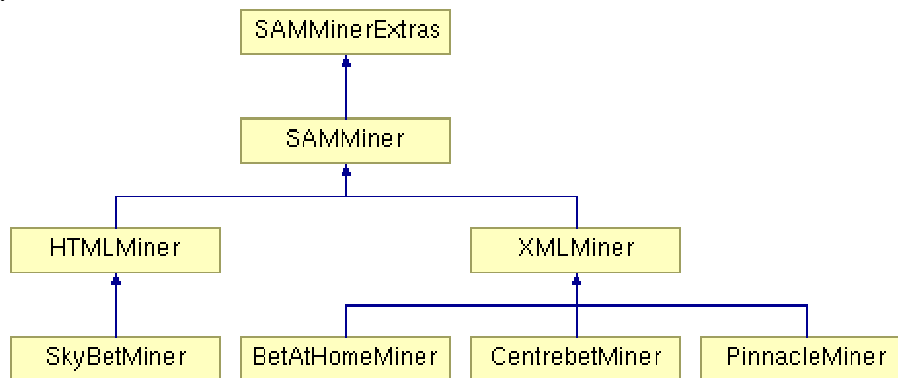 SAMMinerExtras
SAMMiner
HTMLMiner
XMLMiner
SkyBetMiner
BetAtHomeMiner
CentrebetMiner
PinnacleMiner